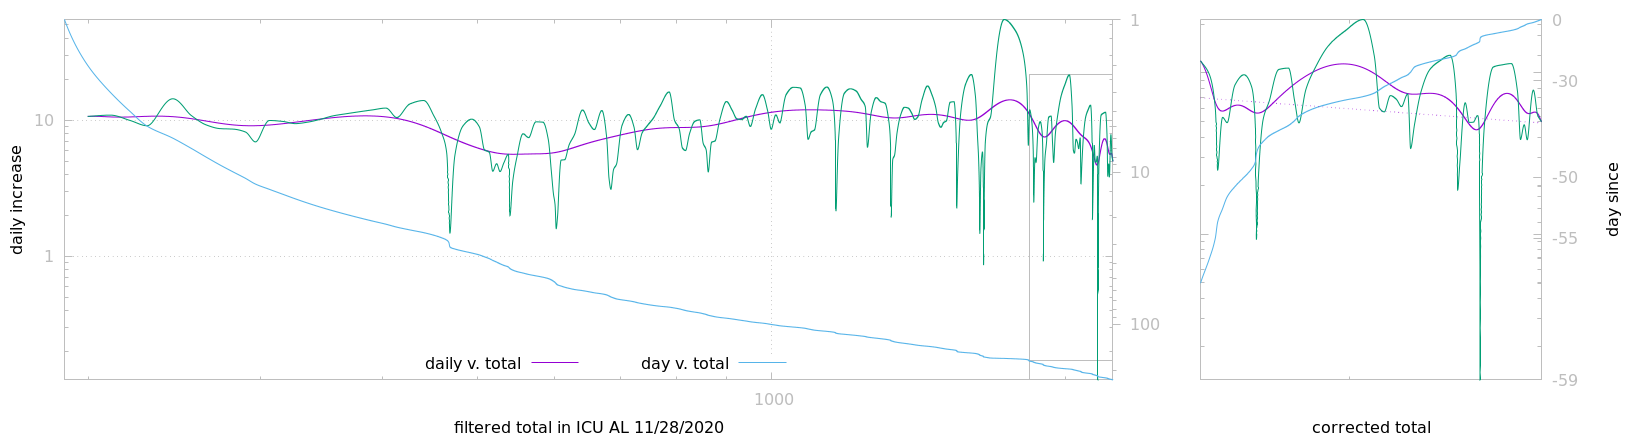 daily increase
10
1
1
10
100
daily v. total
day v. total
1000
filtered total in ICU AL 11/28/2020
0
-30
-50
-55
-59
day since
corrected total